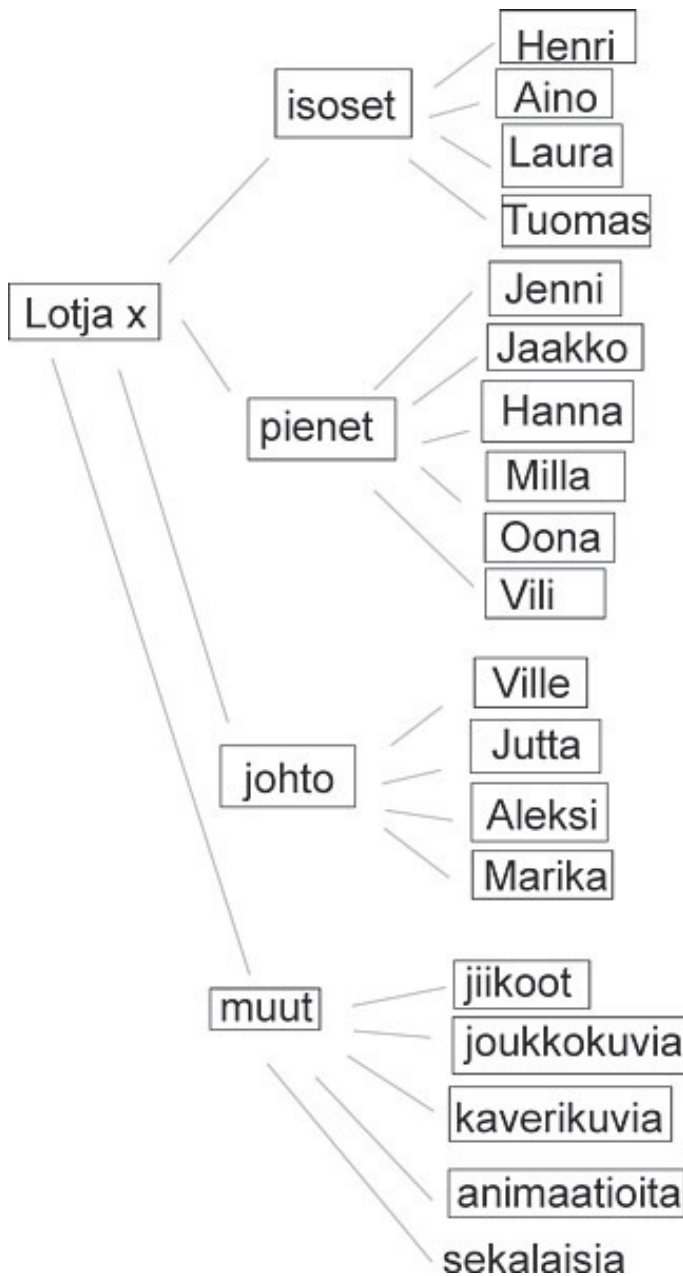 Lotja x
isoset
Henri
Aino
Laura
Tuomas
pienet
Jenni
Jaakko
Hanna
Milla
Oona
Vili
johto
Ville
Jutta
Aleksi
Marika
muut
jiikoot
joukkokuvia
kaverikuvia
animaatioita
sekalaisia